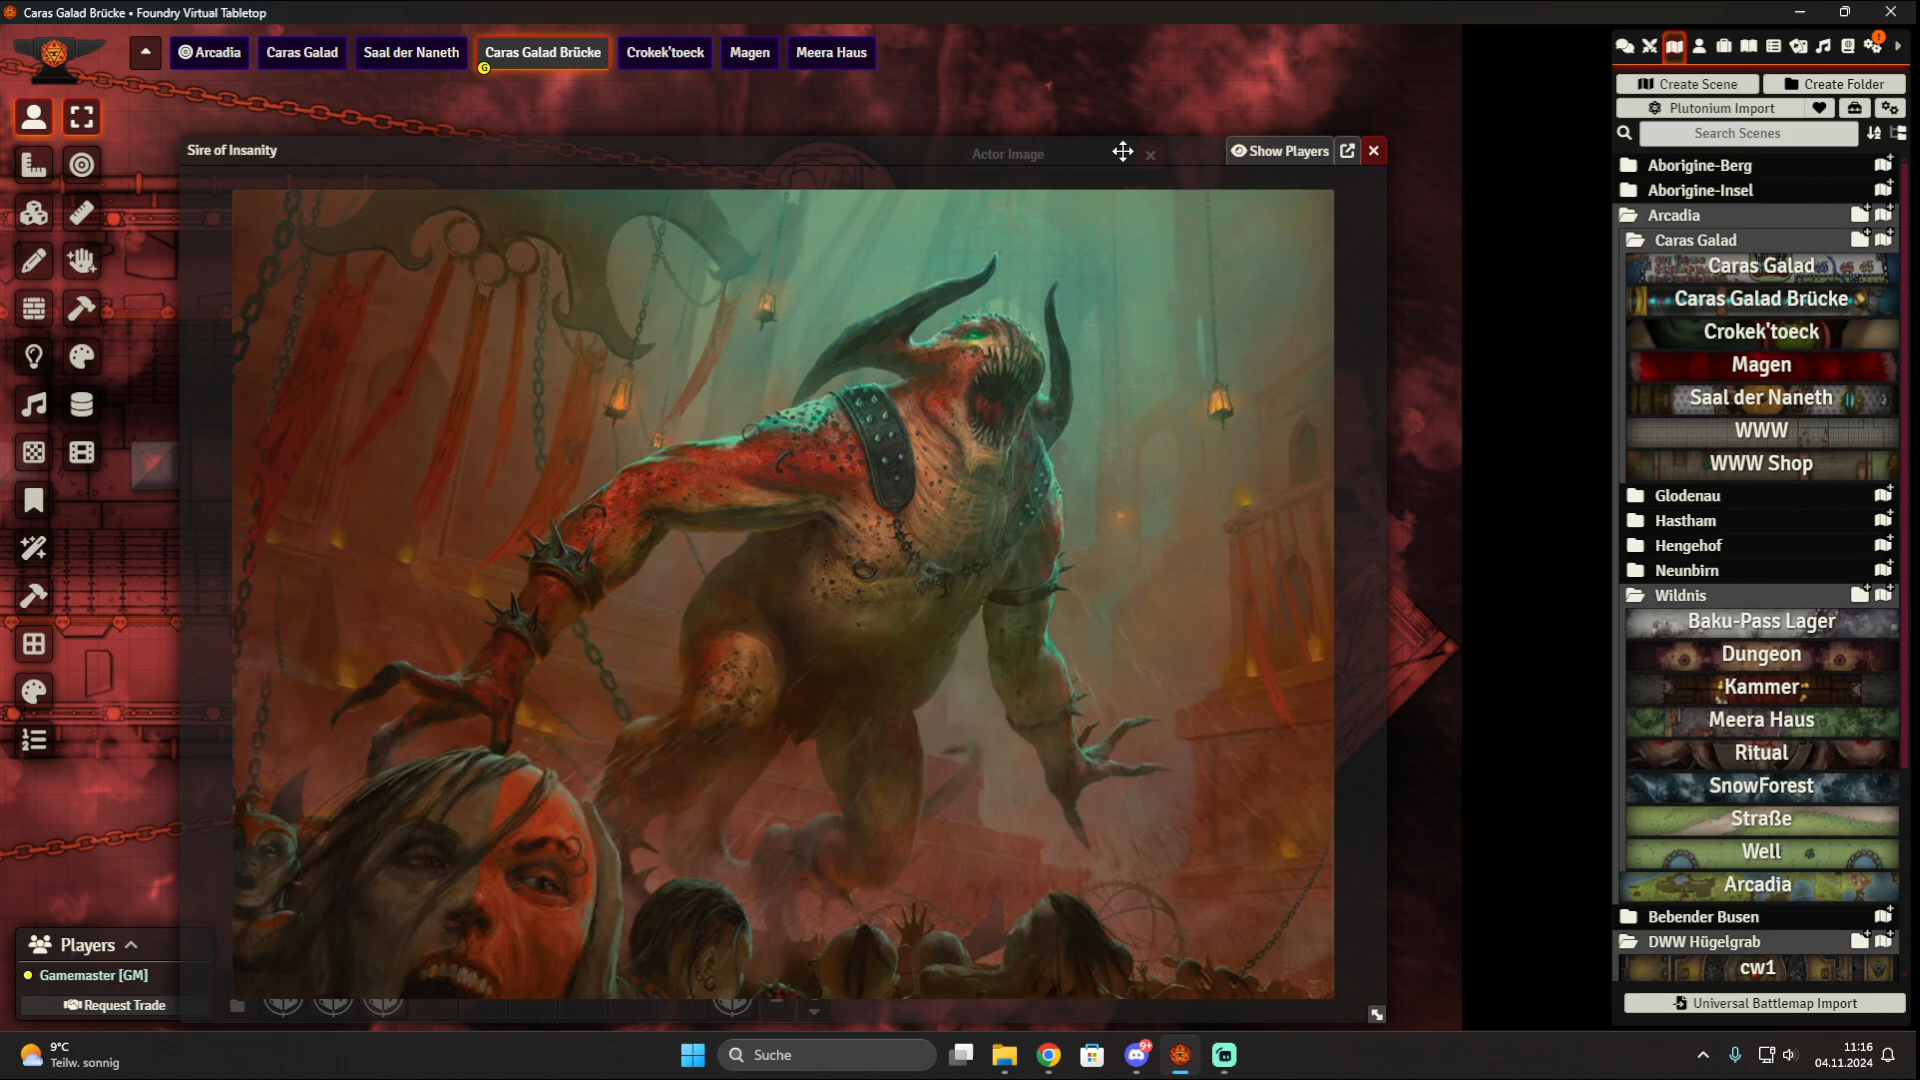 Caras Galad Brücke • Foundry Virtual Tabletop
Arcadia
Caras Galad
Saal der Naneth
Caras Galad Brücke
G
Crokek'toeck
Magen
Meera Haus
Create Scene
Create Folder
Plutonium Import
Search Scenes
Sire of Insanity
Actor Image
Show Players
Aborigine-Berg
Aborigine-Insel
Arcadia
Caras Galad
Caras Galad
Caras Galad Brücke
Crokek'toeck
Magen
Saal der Naneth
WWW
WWW Shop
Glodenau
Hastham
Hengehof
Neunbirn
Wildnis
Baku-Pass Lager
Dungeon
Kammer
Meera Haus
Ritual
SnowForest
Straße
Well
Arcadia
Bebender Busen
DWW Hügelgrab
cw1
Universal Battlemap Import
Players
Gamemaster [GM]
Request Trade
9°C
Teilw. sonnig
Suche
9+
11:16
04.11.2024